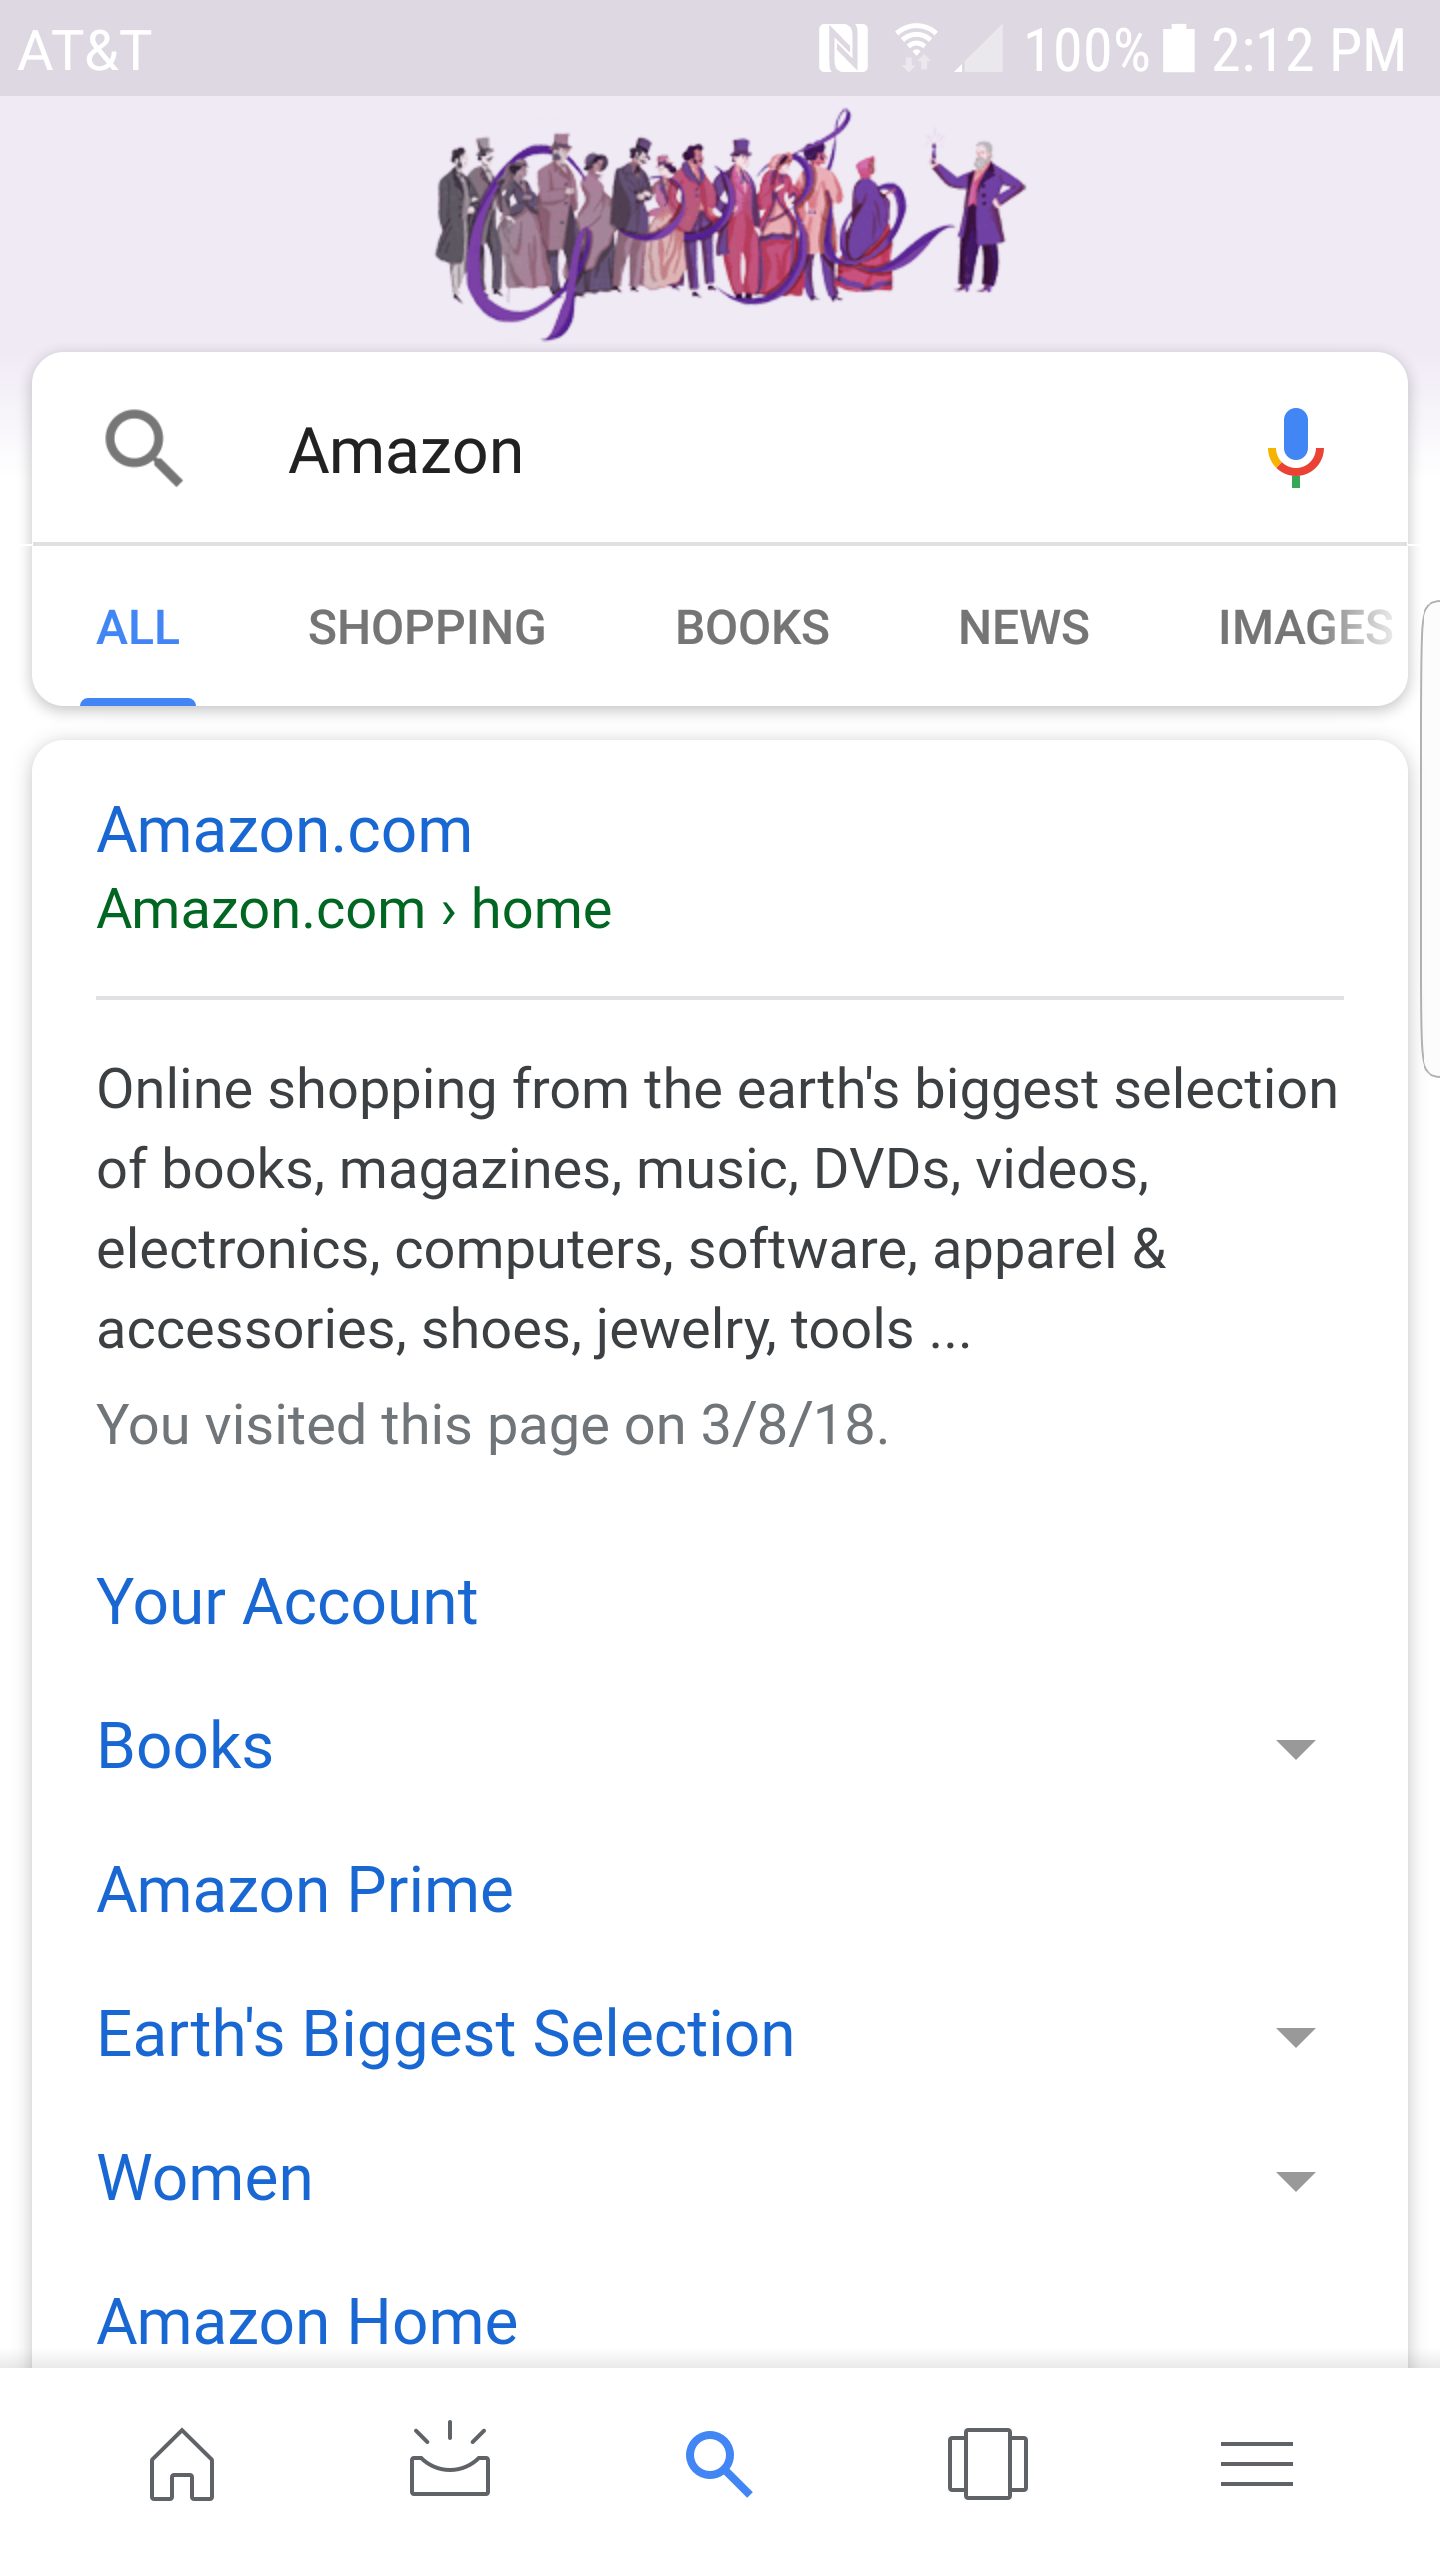 AT&T 100% 2:12 PM
Google
Amazon
ALL SHOPPING BOOKS NEWS IMAGES
Amazon.com
Amazon.com › home
Online shopping from the earth's biggest selection
of books, magazines, music, DVDs, videos,
electronics, computers, software, apparel &
accessories, shoes, jewelry, tools ...
You visited this page on 3/8/18.
Your Account
Books
Amazon Prime
Earth's Biggest Selection
Women
Amazon Home